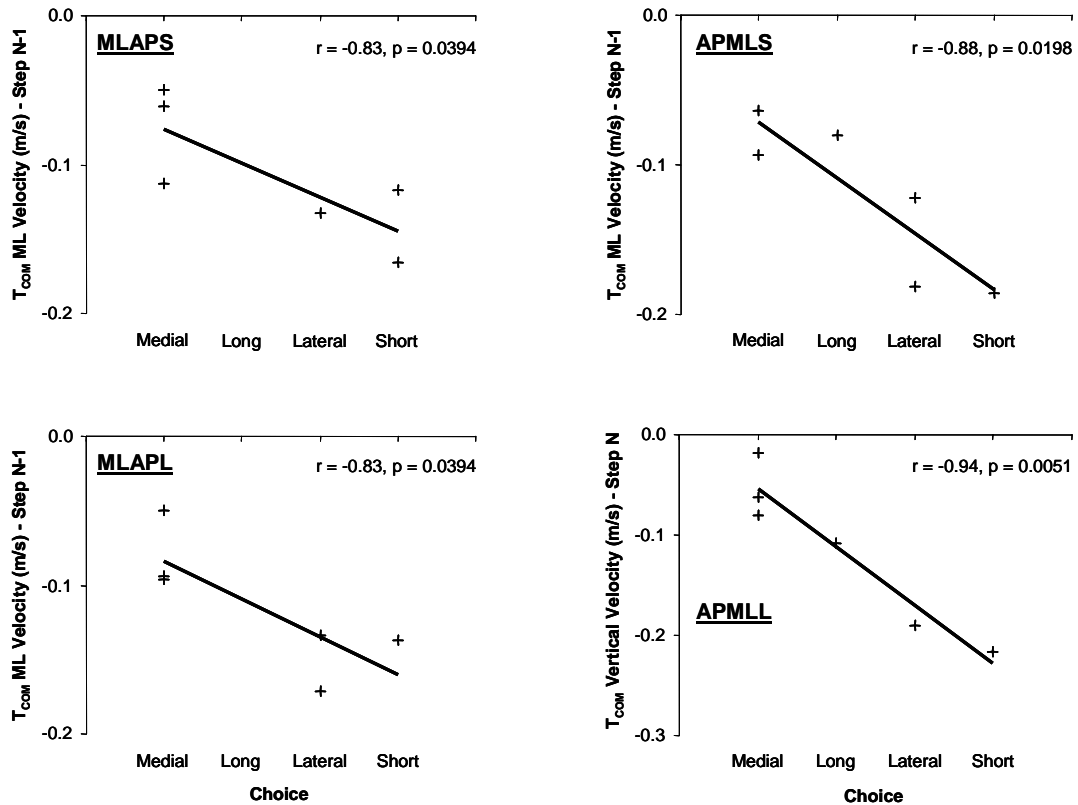 MLAPS
r = -0.83, p = 0.0394
T_COM ML Velocity (m/s) - Step N-1
0.0
-0.1
-0.2
Medial Long Lateral Short
APMLS
r = -0.88, p = 0.0198
T_COM ML Velocity (m/s) - Step N-1
0.0
-0.1
-0.2
Medial Long Lateral Short
MLAPL
r = -0.83, p = 0.0394
T_COM ML Velocity (m/s) - Step N-1
0.0
-0.1
-0.2
Medial Long Lateral Short
Choice
APMLL
r = -0.94, p = 0.0051
T_COM Vertical Velocity (m/s) - Step N
0.0
-0.1
-0.2
-0.3
Medial Long Lateral Short
Choice